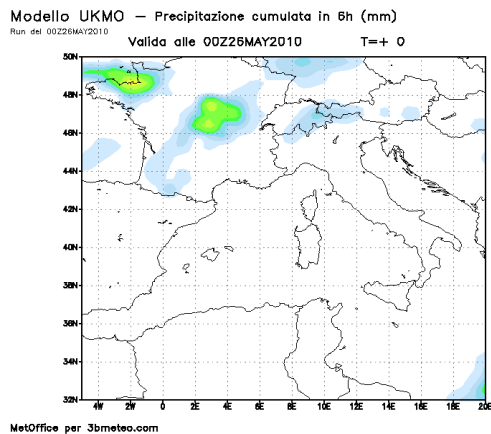 Modello UKMO – Precipitazione cumulata in 6h (mm)
Run del 00Z26MAY2010
Valida alle 00Z26MAY2010 T=+ 0
50N
48N
46N
44N
42N
40N
38N
36N
34N
32N
4W 2W 0 2E 4E 6E 8E 10E 12E 14E 16E 18E 20E
MetOffice per 3bmeteo.com